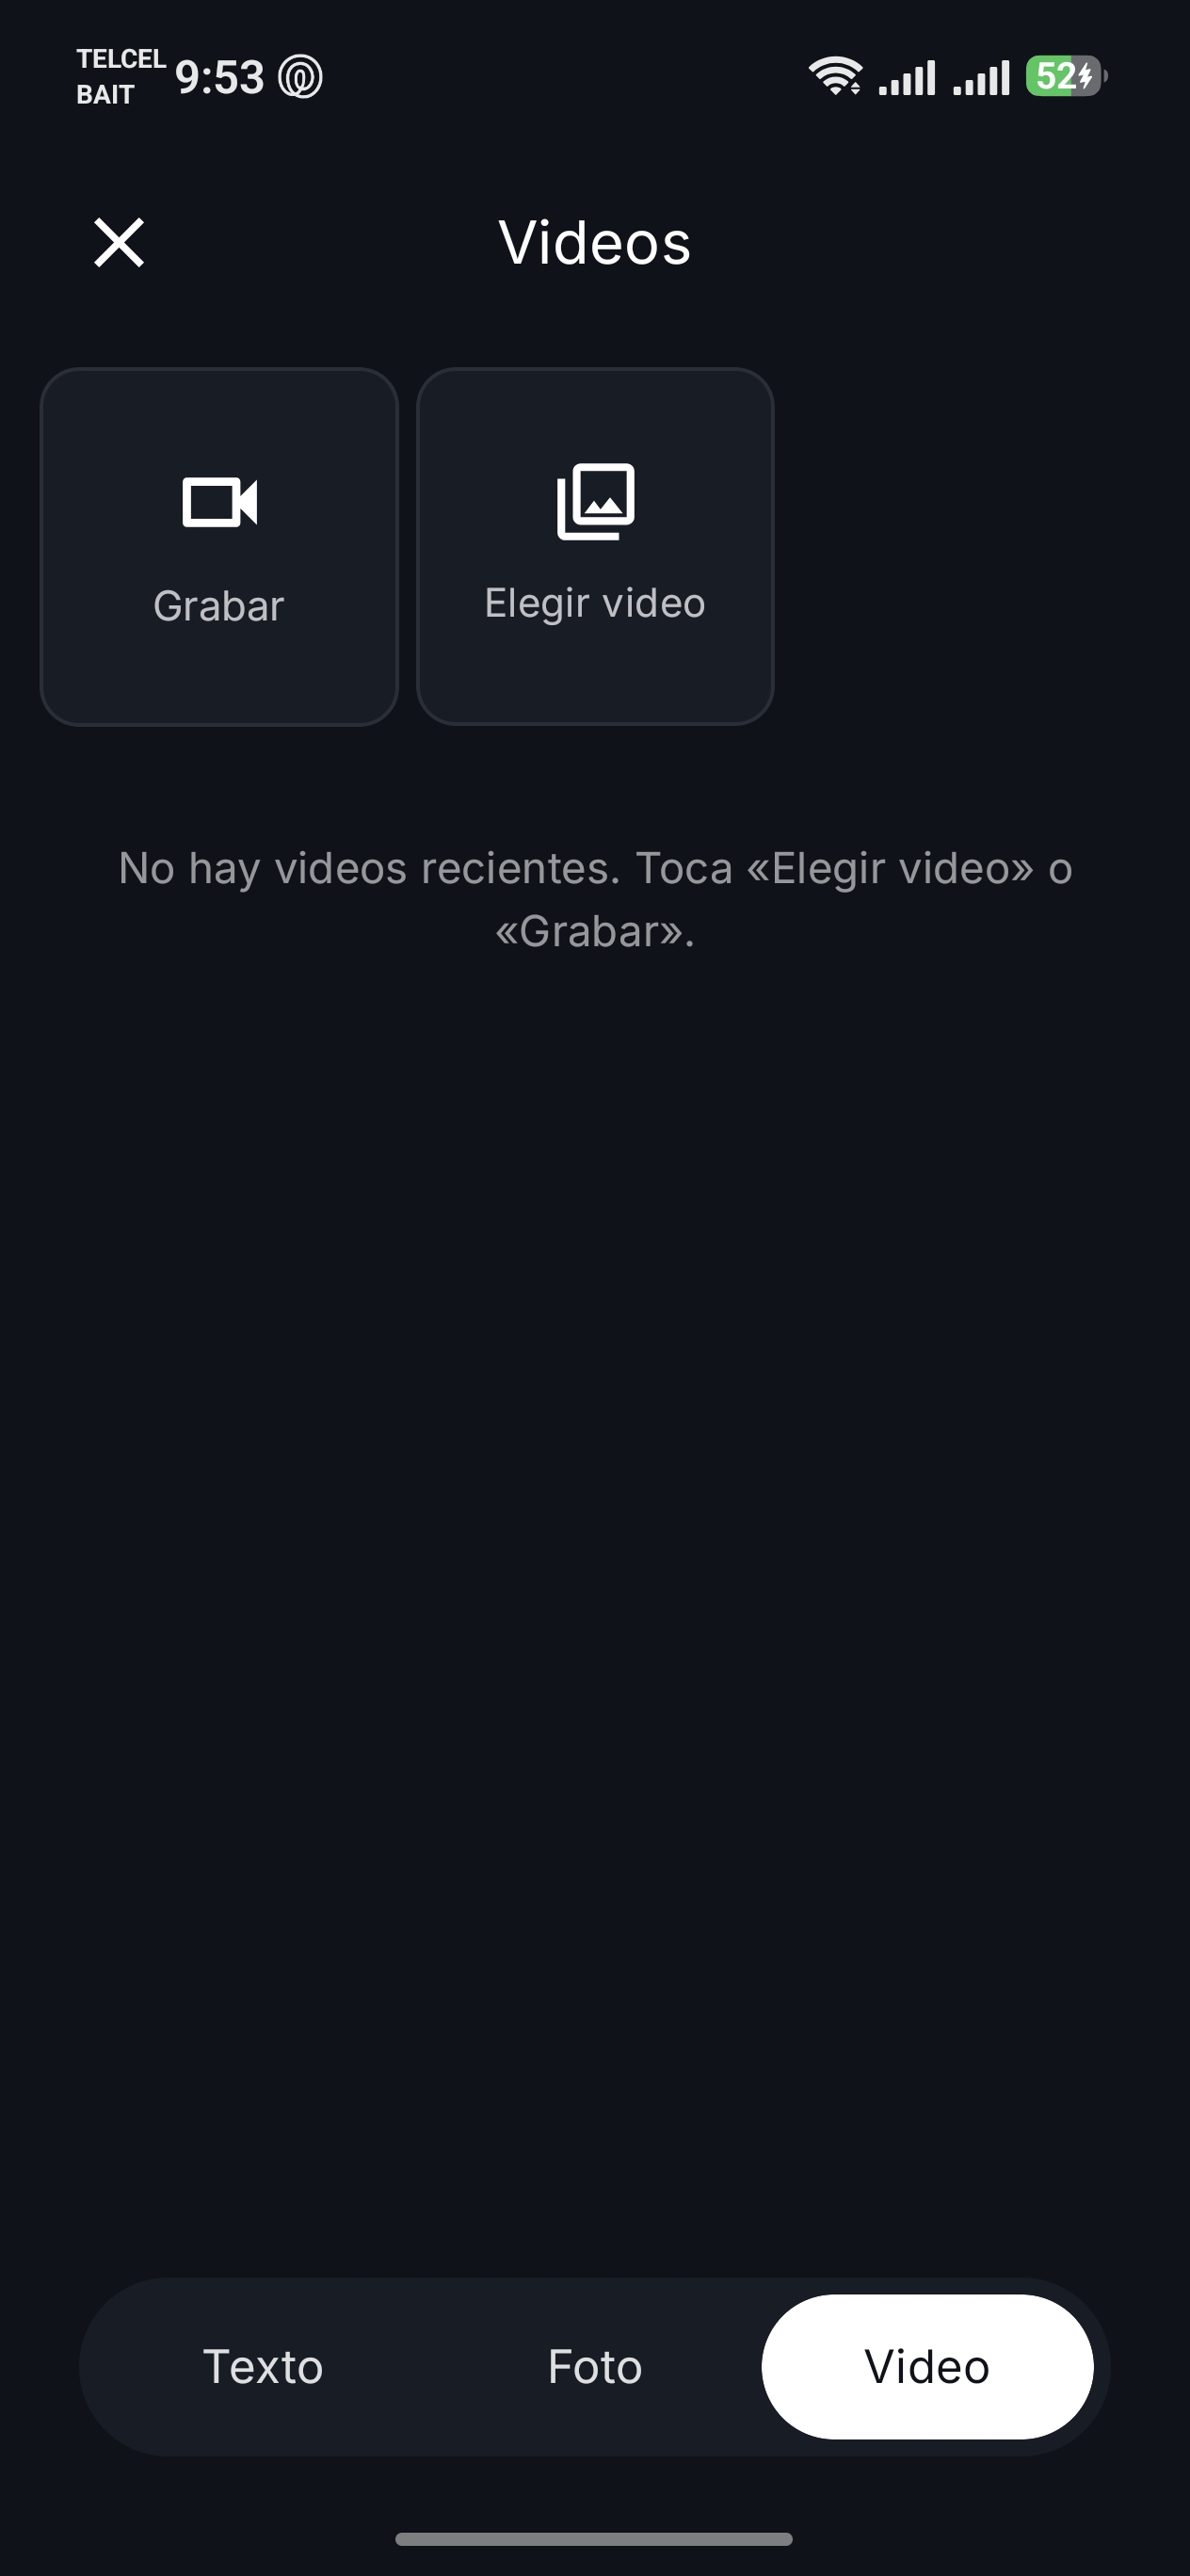 TELCEL
BAIT
9:53
52
Videos
Grabar
Elegir video
No hay videos recientes. Toca «Elegir video» o
«Grabar».
Texto
Foto
Video